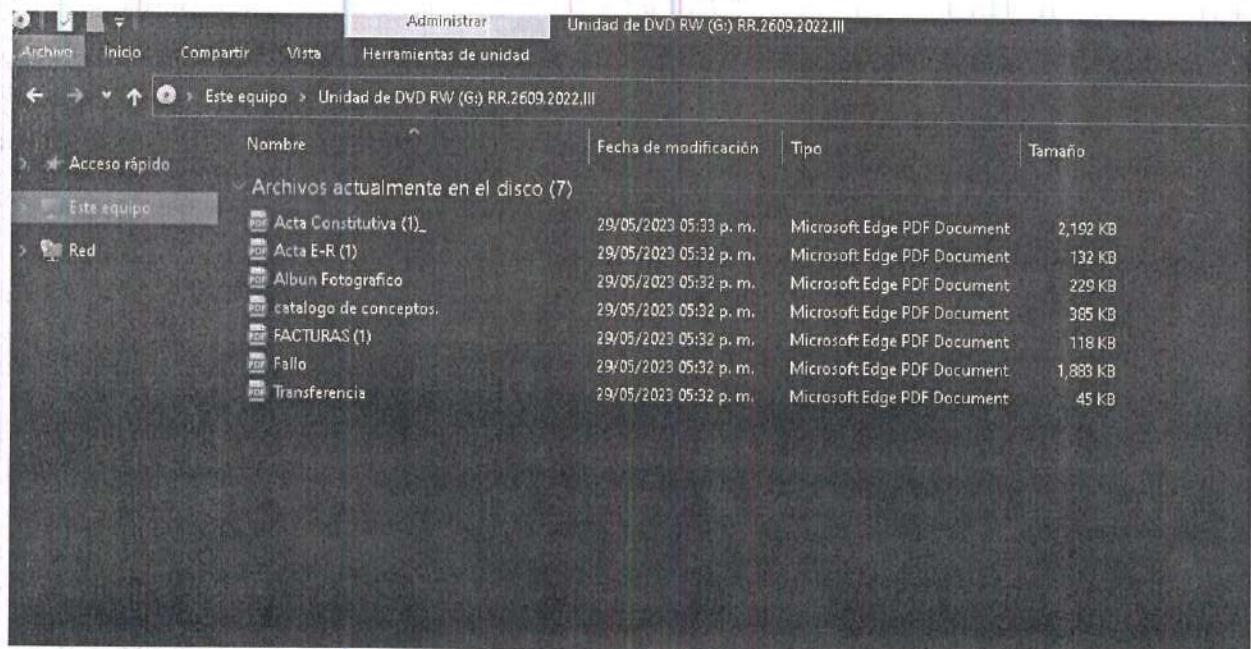 Administrar Unidad de DVD RW (G:) RR.2609.2022.III
Archivo Inicio Compartir Vista Herramientas de unidad
Este equipo > Unidad de DVD RW (G:) RR.2609.2022.III
Nombre Fecha de modificación Tipo Tamaño
Acceso rápido
Archivos actualmente en el disco (7)
Este equipo
Acta Constitutiva (1)_ 29/05/2023 05:33 p. m. Microsoft Edge PDF Document 2,192 KB
Red
Acta E-R (1) 29/05/2023 05:32 p. m. Microsoft Edge PDF Document 132 KB
Albun Fotografico 29/05/2023 05:32 p. m. Microsoft Edge PDF Document 229 KB
catalogo de conceptos. 29/05/2023 05:32 p. m. Microsoft Edge PDF Document 385 KB
FACTURAS (1) 29/05/2023 05:32 p. m. Microsoft Edge PDF Document 118 KB
Fallo 29/05/2023 05:32 p. m. Microsoft Edge PDF Document 1,883 KB
Transferencia 29/05/2023 05:32 p. m. Microsoft Edge PDF Document 45 KB